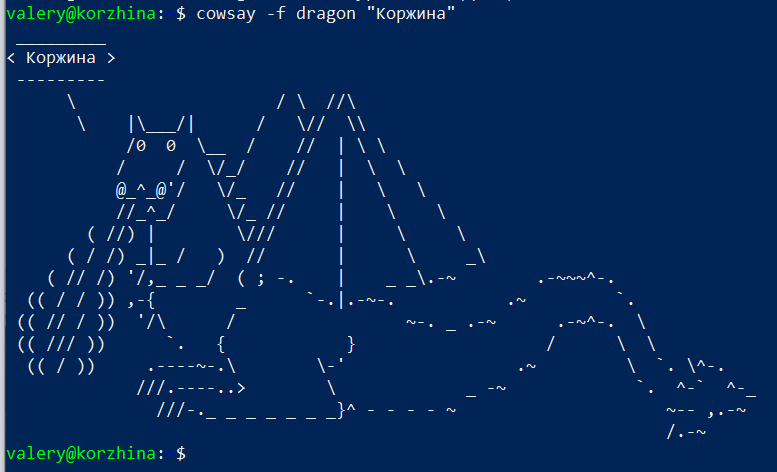 valery@korzhina: ~$ cowsay -f dragon "Коржина"
< Коржина >
valery@korzhina: ~$